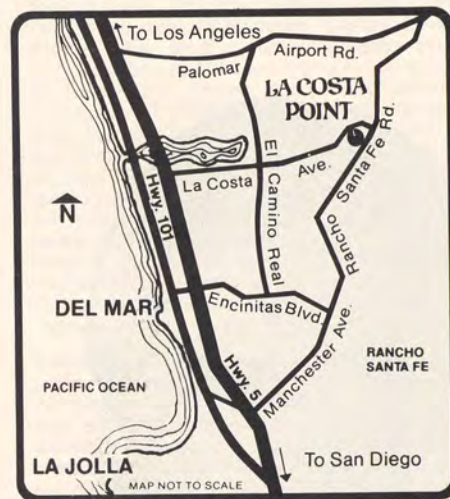 To Los Angeles
Airport Rd.
Palomar
LA COSTA
POINT
El Camino Real
La Costa Ave.
Rancho Santa Fe Rd.
Hwy. 101
N
DEL MAR
Encinitas Blvd.
Manchester Ave.
Hwy. 5
RANCHO
SANTA FE
PACIFIC OCEAN
LA JOLLA
MAP NOT TO SCALE
To San Diego